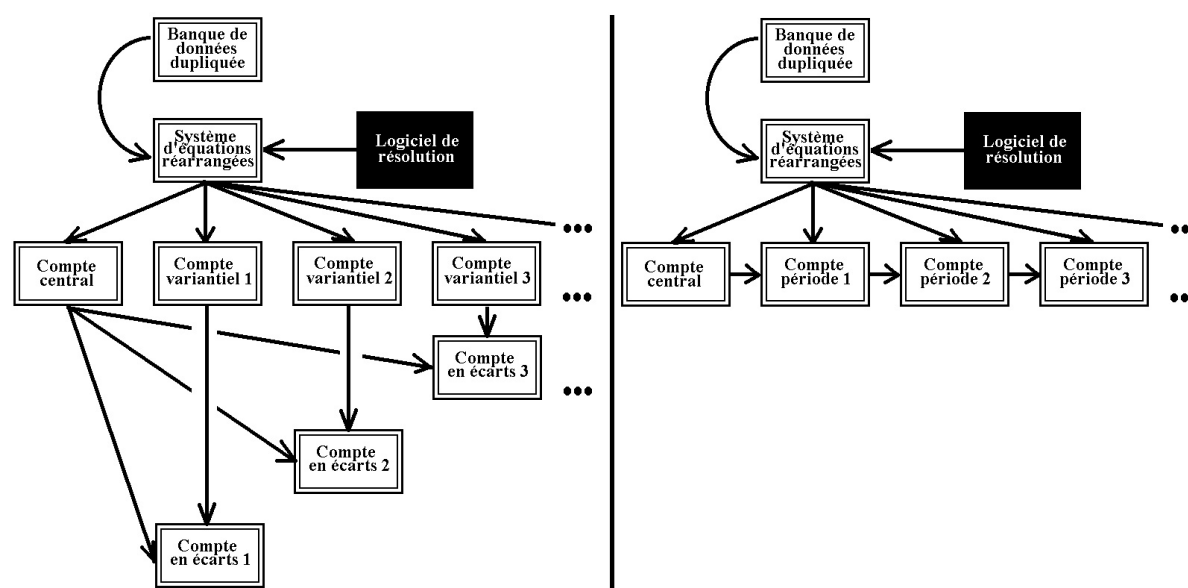 Banque de
données
dupliquée
Système
d'équations
réarrangées
Logiciel de
résolution
Compte
central
Compte
variantiel 1
Compte
variantiel 2
Compte
variantiel 3
Compte
en écarts 3
Compte
en écarts 2
Compte
en écarts 1
Banque de
données
dupliquée
Système
d'équations
réarrangées
Logiciel de
résolution
Compte
central
Compte
période 1
Compte
période 2
Compte
période 3